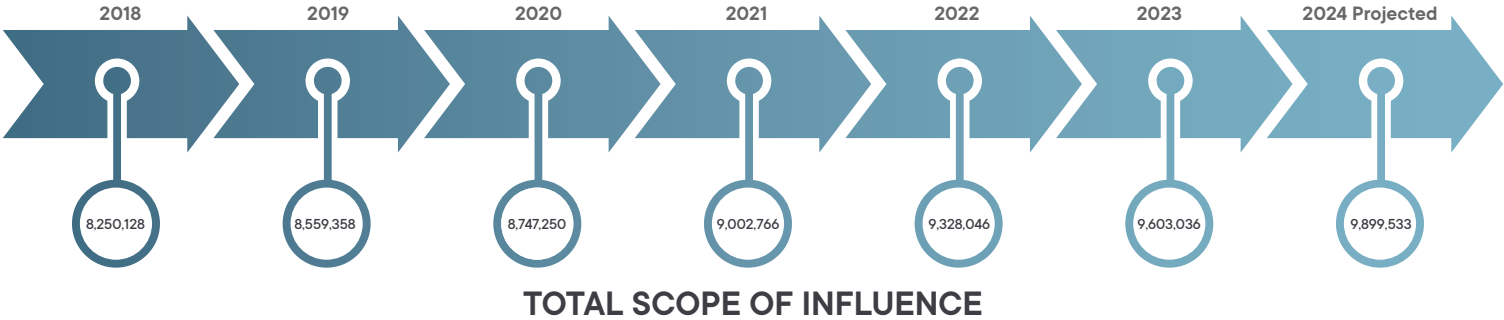 2018 2019 2020 2021 2022 2023 2024 Projected
8,250,128 8,559,358 8,747,250 9,002,766 9,328,046 9,603,036 9,899,533
TOTAL SCOPE OF INFLUENCE